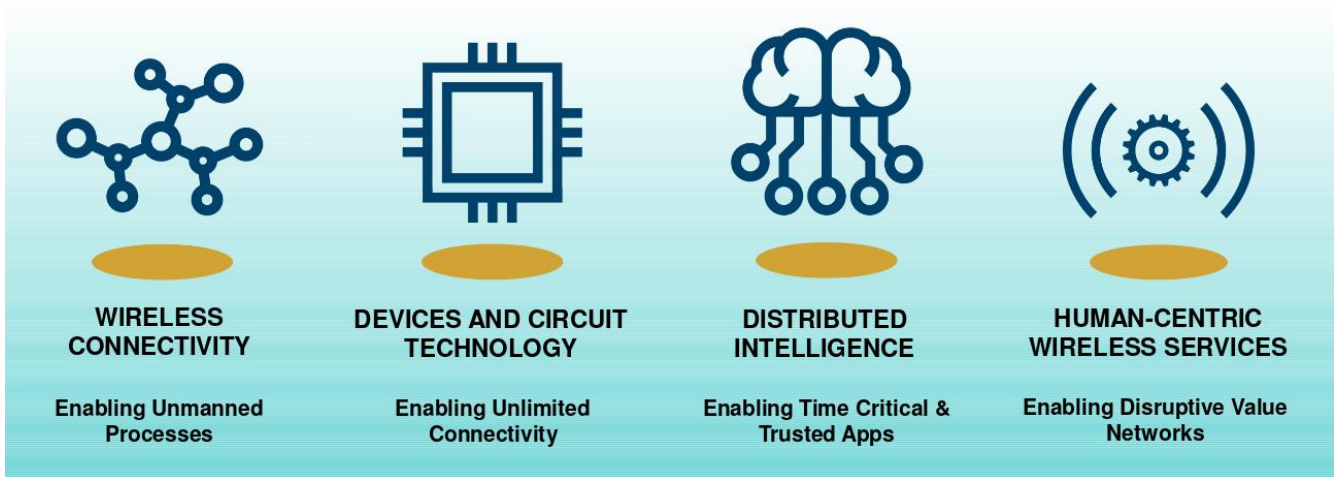 WIRELESS
CONNECTIVITY
Enabling Unmanned
Processes
DEVICES AND CIRCUIT
TECHNOLOGY
Enabling Unlimited
Connectivity
DISTRIBUTED
INTELLIGENCE
Enabling Time Critical &
Trusted Apps
HUMAN-CENTRIC
WIRELESS SERVICES
Enabling Disruptive Value
Networks